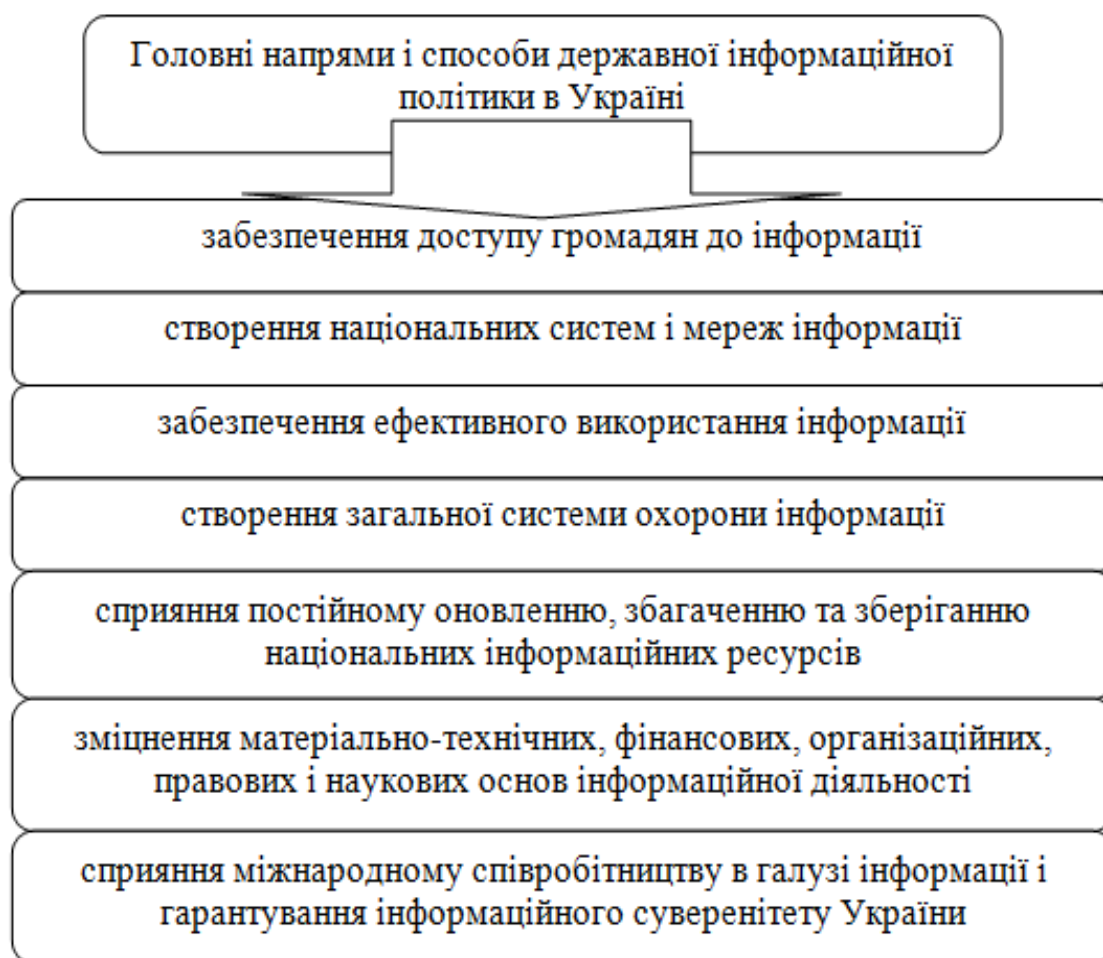 Головні напрями і способи державної інформаційної
політики в Україні
забезпечення доступу громадян до інформації
створення національних систем і мереж інформації
забезпечення ефективного використання інформації
створення загальної системи охорони інформації
сприяння постійному оновленню, збагаченню та зберіганню
національних інформаційних ресурсів
зміцнення матеріально-технічних, фінансових, організаційних,
правових і наукових основ інформаційної діяльності
сприяння міжнародному співробітництву в галузі інформації і
гарантування інформаційного суверенітету України